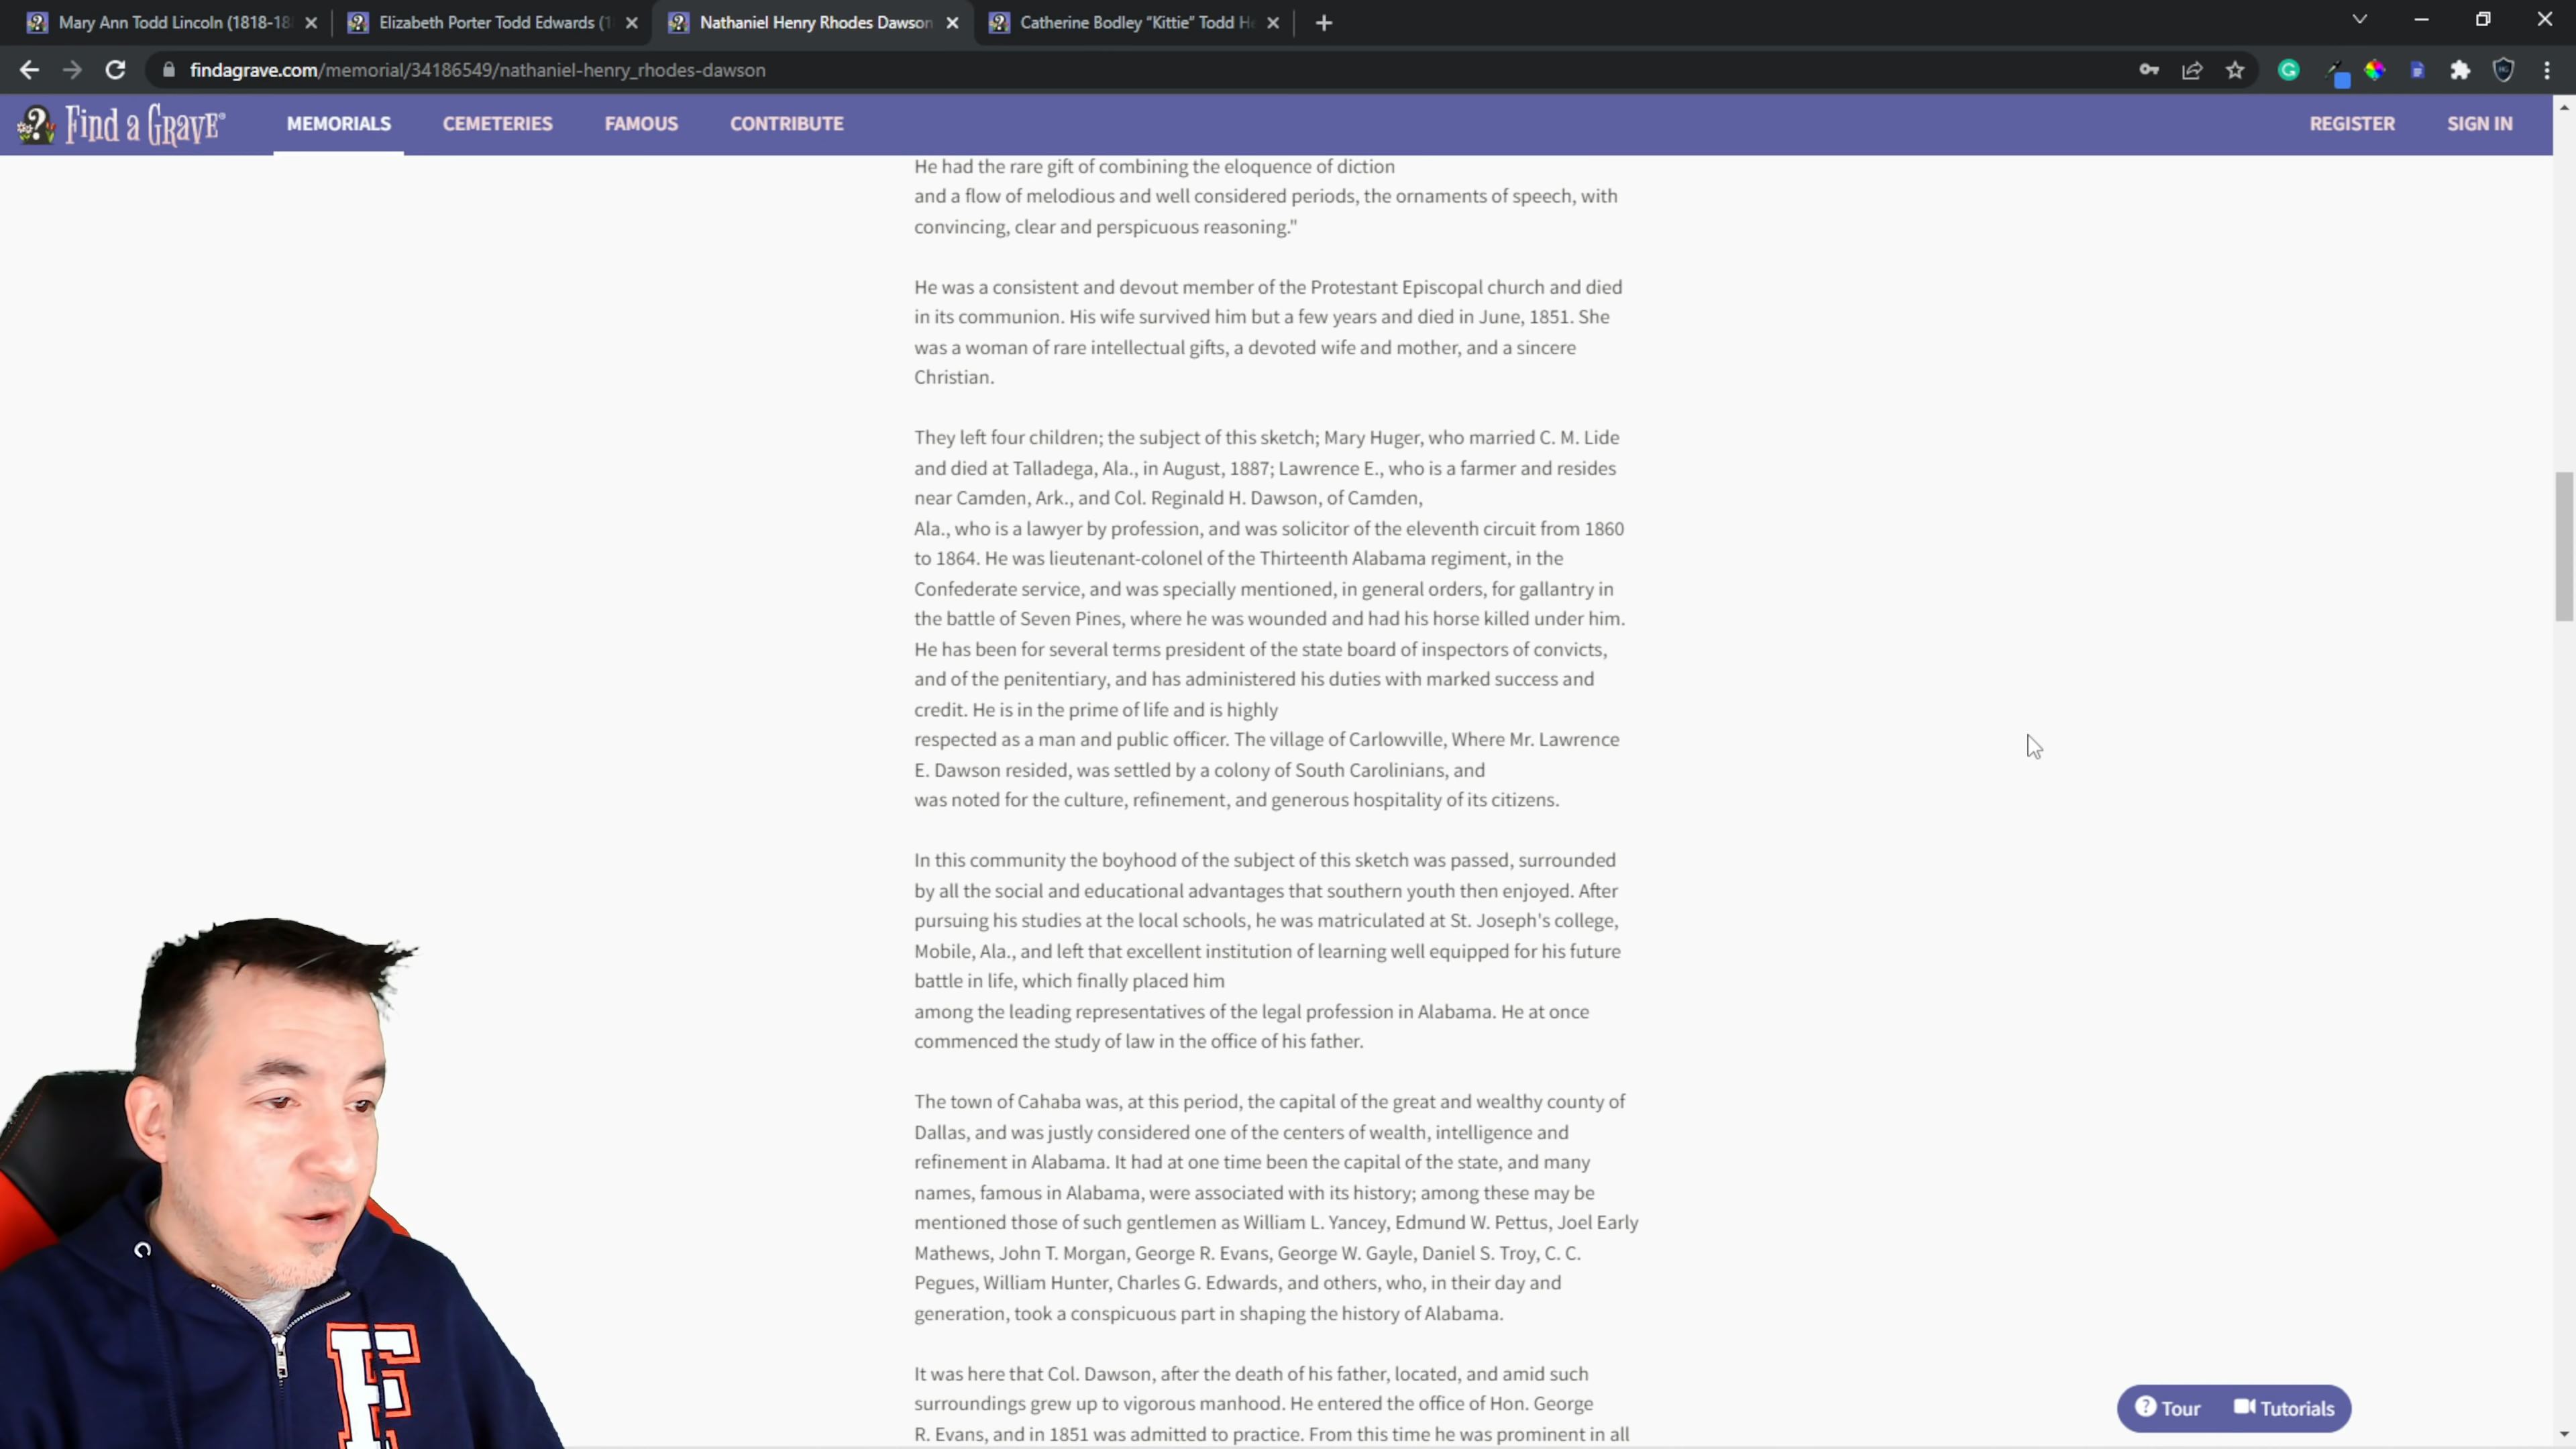 Mary Ann Todd Lincoln (1818-18
Elizabeth Porter Todd Edwards (1
Nathaniel Henry Rhodes Dawson
Catherine Bodley "Kittie" Todd He
findagrave.com/memorial/34186549/nathaniel-henry_rhodes-dawson
Find a Grave®
MEMORIALS
CEMETERIES
FAMOUS
CONTRIBUTE
REGISTER
SIGN IN
He had the rare gift of combining the eloquence of diction
and a flow of melodious and well considered periods, the ornaments of speech, with
convincing, clear and perspicuous reasoning."
He was a consistent and devout member of the Protestant Episcopal church and died
in its communion. His wife survived him but a few years and died in June, 1851. She
was a woman of rare intellectual gifts, a devoted wife and mother, and a sincere
Christian.
They left four children; the subject of this sketch; Mary Huger, who married C. M. Lide
and died at Talladega, Ala., in August, 1887; Lawrence E., who is a farmer and resides
near Camden, Ark., and Col. Reginald H. Dawson, of Camden,
Ala., who is a lawyer by profession, and was solicitor of the eleventh circuit from 1860
to 1864. He was lieutenant-colonel of the Thirteenth Alabama regiment, in the
Confederate service, and was specially mentioned, in general orders, for gallantry in
the battle of Seven Pines, where he was wounded and had his horse killed under him.
He has been for several terms president of the state board of inspectors of convicts,
and of the penitentiary, and has administered his duties with marked success and
credit. He is in the prime of life and is highly
respected as a man and public officer. The village of Carlowville, Where Mr. Lawrence
E. Dawson resided, was settled by a colony of South Carolinians, and
was noted for the culture, refinement, and generous hospitality of its citizens.
In this community the boyhood of the subject of this sketch was passed, surrounded
by all the social and educational advantages that southern youth then enjoyed. After
pursuing his studies at the local schools, he was matriculated at St. Joseph's college,
Mobile, Ala., and left that excellent institution of learning well equipped for his future
battle in life, which finally placed him
among the leading representatives of the legal profession in Alabama. He at once
commenced the study of law in the office of his father.
The town of Cahaba was, at this period, the capital of the great and wealthy county of
Dallas, and was justly considered one of the centers of wealth, intelligence and
refinement in Alabama. It had at one time been the capital of the state, and many
names, famous in Alabama, were associated with its history; among these may be
mentioned those of such gentlemen as William L. Yancey, Edmund W. Pettus, Joel Early
Mathews, John T. Morgan, George R. Evans, George W. Gayle, Daniel S. Troy, C. C.
Pegues, William Hunter, Charles G. Edwards, and others, who, in their day and
generation, took a conspicuous part in shaping the history of Alabama.
It was here that Col. Dawson, after the death of his father, located, and amid such
surroundings grew up to vigorous manhood. He entered the office of Hon. George
R. Evans, and in 1851 was admitted to practice. From this time he was prominent in all
Tour
Tutorials
F